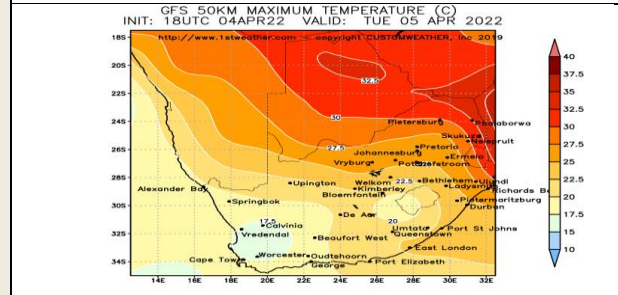 GFS 50KM MAXIMUM TEMPERATURE (C)
INIT: 18UTC 04APR22 VALID: TUE 05 APR 2022
http://www.1stweather.com -- copyright CUSTOMWEATHER, Inc 2019
18S
20S
22S
24S
26S
28S
30S
32S
34S
32.5
30
27.5
22.5
20
17.5
Pietersburg
Phalaborwa
Skukuza
Nelspruit
Pretoria
Johannesburg
Ermelo
Vryburg
Potchefstroom
Welkom
Bethlehem
Ulundi
Upington
Kimberley
Ladysmith
Richards Ba
Alexander Bay
Bloemfontein
Pietermaritzburg
Springbok
Durban
De Aar
Calvinia
Umtata
Port St Johns
Vredendal
Queenstown
Beaufort West
East London
Worcester
Oudtshoorn
Cape Town
George
Port Elizabeth
14E 16E 18E 20E 22E 24E 26E 28E 30E 32E
40
37.5
35
32.5
30
27.5
25
22.5
20
17.5
15
10